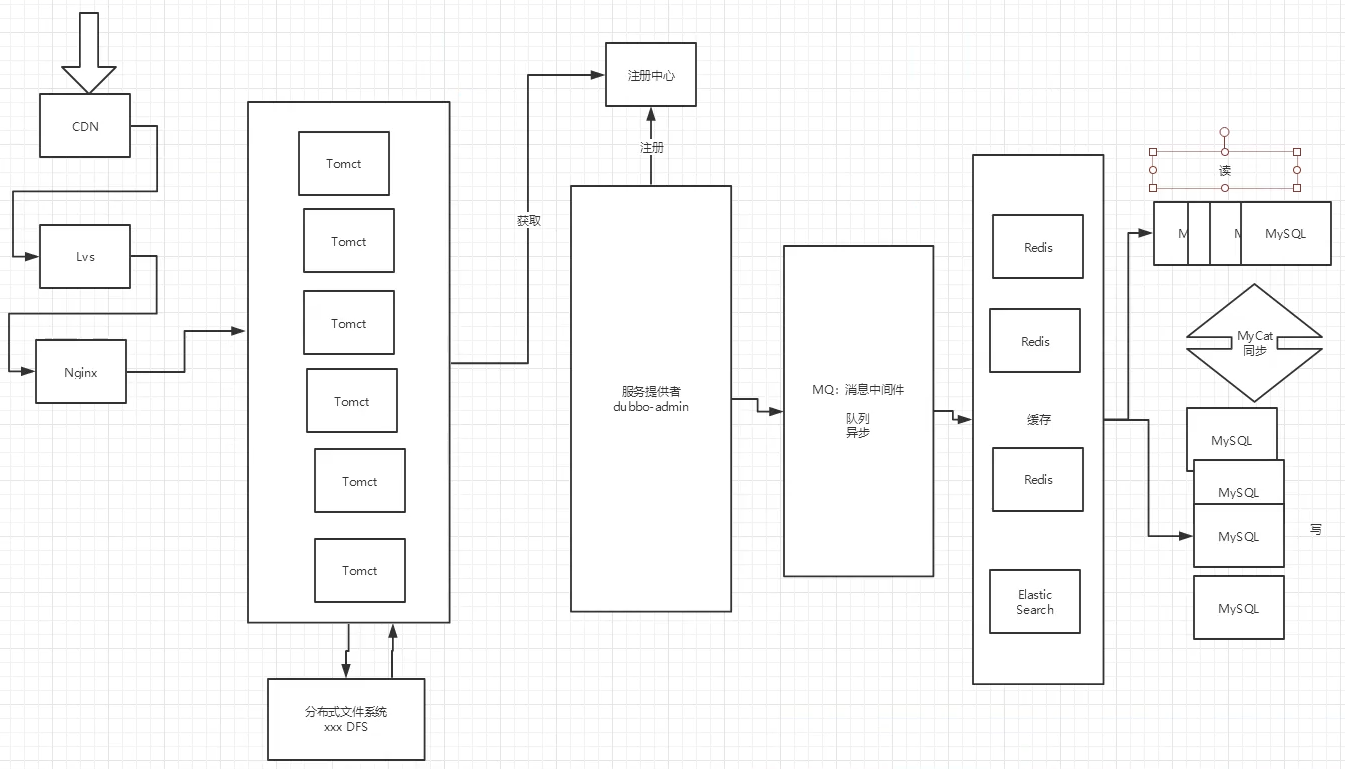 CDN
Lvs
Nginx
Tomct
Tomct
Tomct
Tomct
Tomct
Tomct
分布式文件系统
xxx DFS
获取
注册中心
注册
服务提供者
dubbo-admin
MQ：消息中间件
队列
异步
Redis
Redis
缓存
Redis
Elastic
Search
读
MySQL
MyCat
同步
MySQL
MySQL
MySQL
写
MySQL